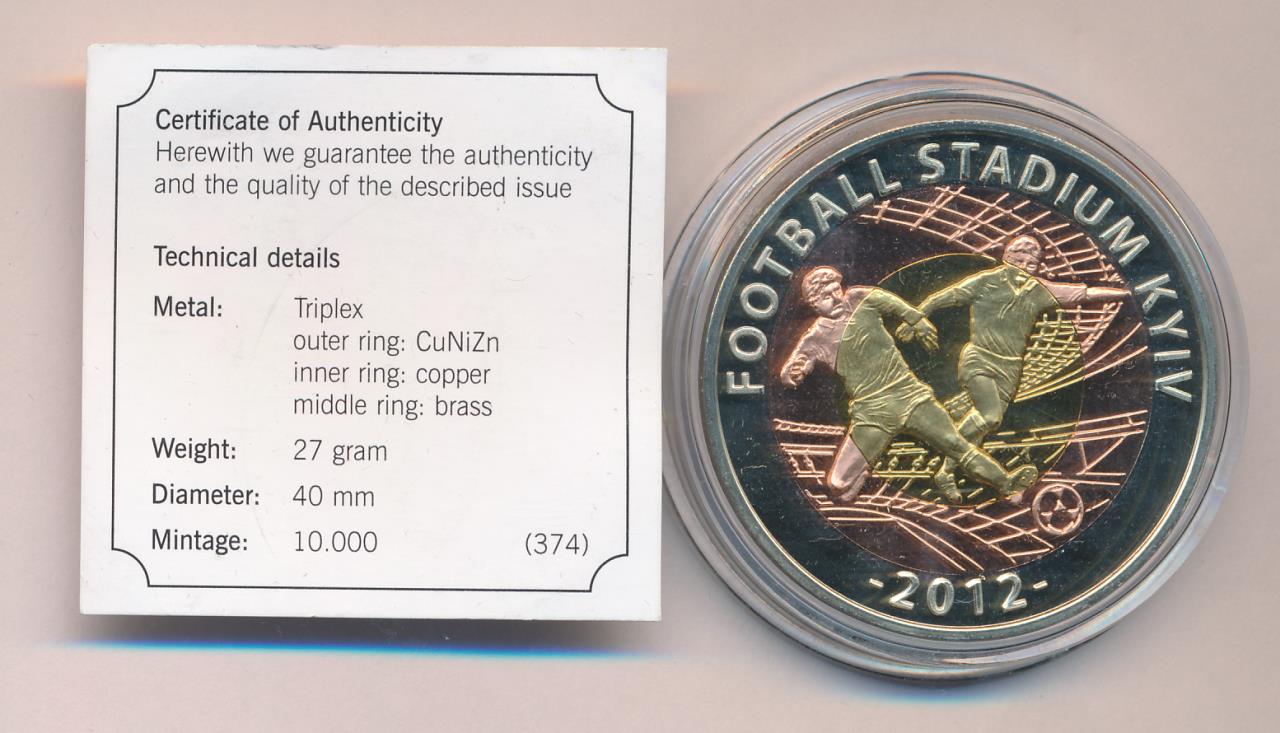 Certificate of Authenticity
Herewith we guarantee the authenticity
and the quality of the described issue
Technical details
Metal: Triplex
outer ring: CuNiZn
inner ring: copper
middle ring: brass
Weight: 27 gram
Diameter: 40 mm
Mintage: 10.000 (374)
FOOTBALL STADIUM KYIV
-2012-